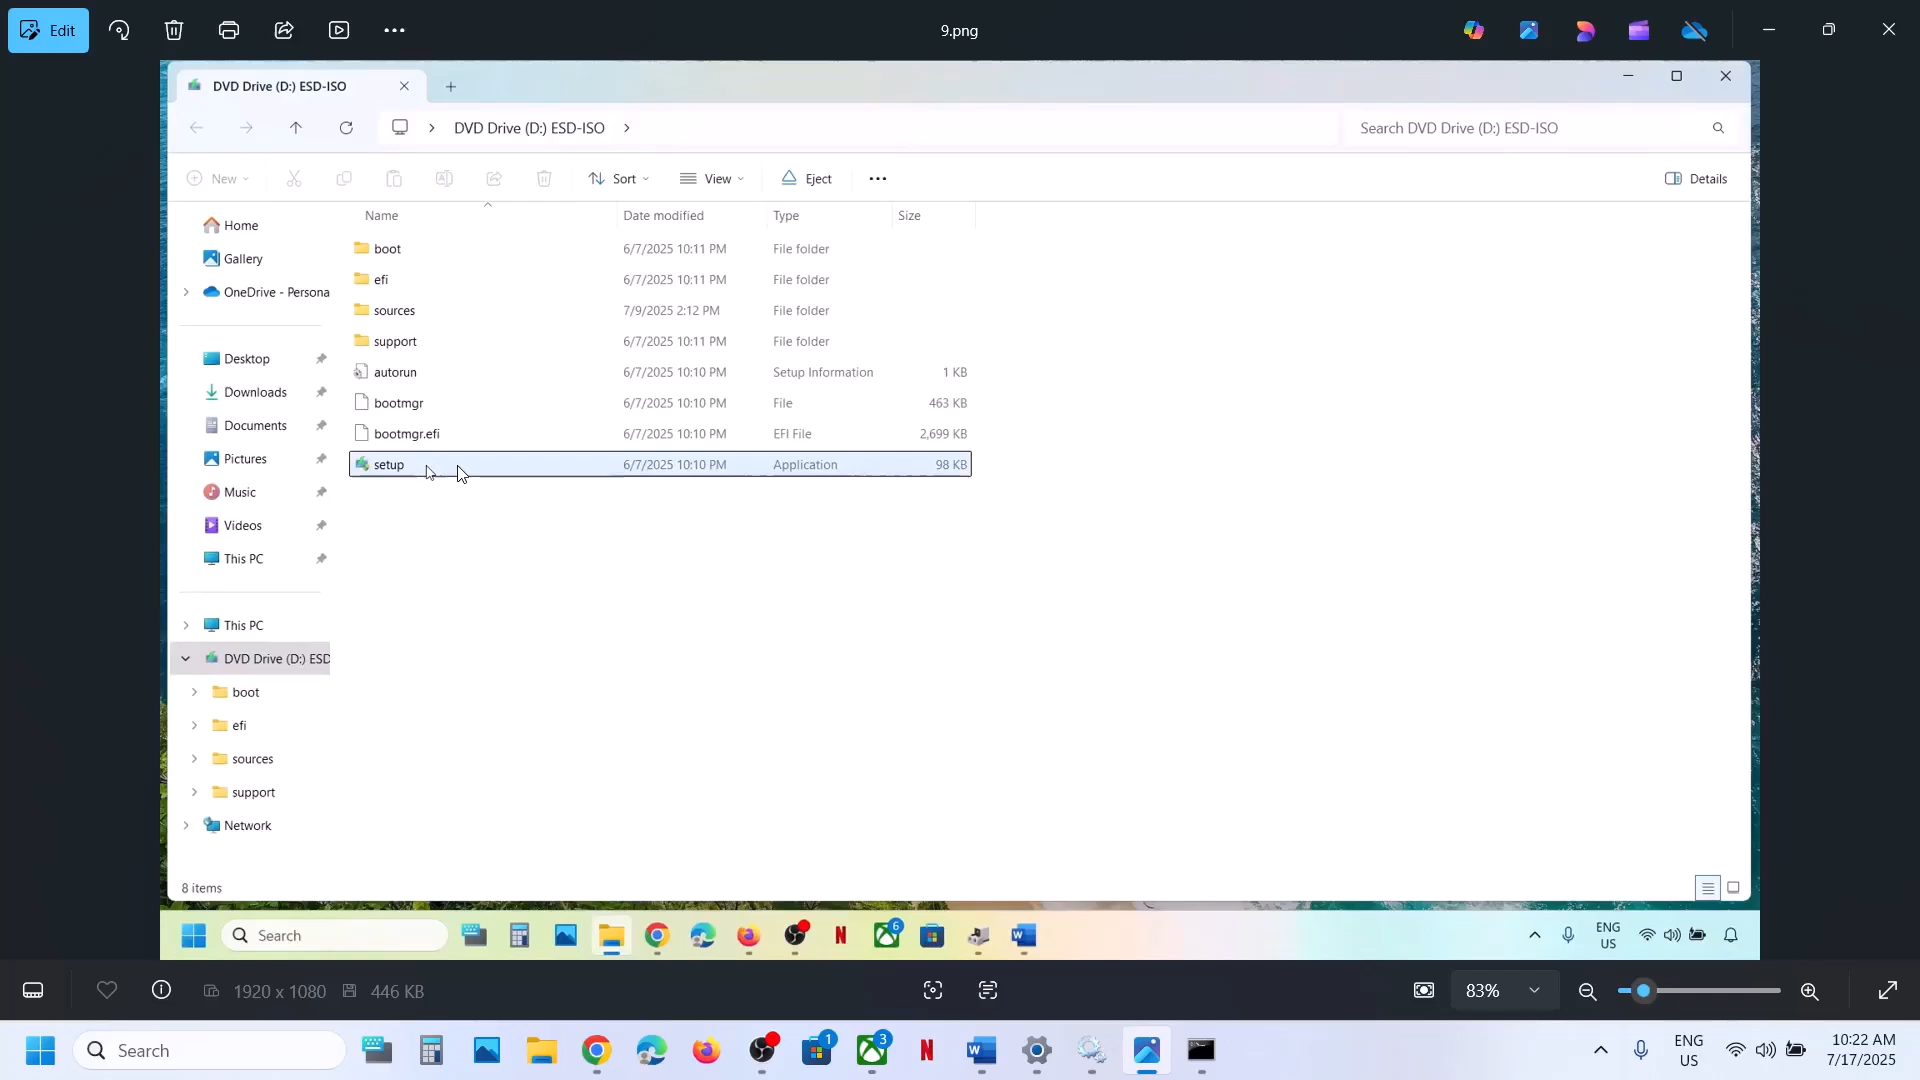 Edit
9.png
DVD Drive (D:) ESD-ISO
DVD Drive (D:) ESD-ISO
Search DVD Drive (D:) ESD-ISO
New
Sort
View
Eject
Details
Name Date modified Type Size
Home
Gallery
OneDrive - Persona
Desktop
Downloads
Documents
Pictures
Music
Videos
This PC
This PC
DVD Drive (D:) ESD
boot
efi
sources
support
Network
boot 6/7/2025 10:11 PM File folder
efi 6/7/2025 10:11 PM File folder
sources 7/9/2025 2:12 PM File folder
support 6/7/2025 10:11 PM File folder
autorun 6/7/2025 10:10 PM Setup Information 1 KB
bootmgr 6/7/2025 10:10 PM File 463 KB
bootmgr.efi 6/7/2025 10:10 PM EFI File 2,699 KB
setup 6/7/2025 10:10 PM Application 98 KB
8 items
Search
6
ENG
US
1920 x 1080
446 KB
83%
Search
1
3
ENG
US
10:22 AM
7/17/2025